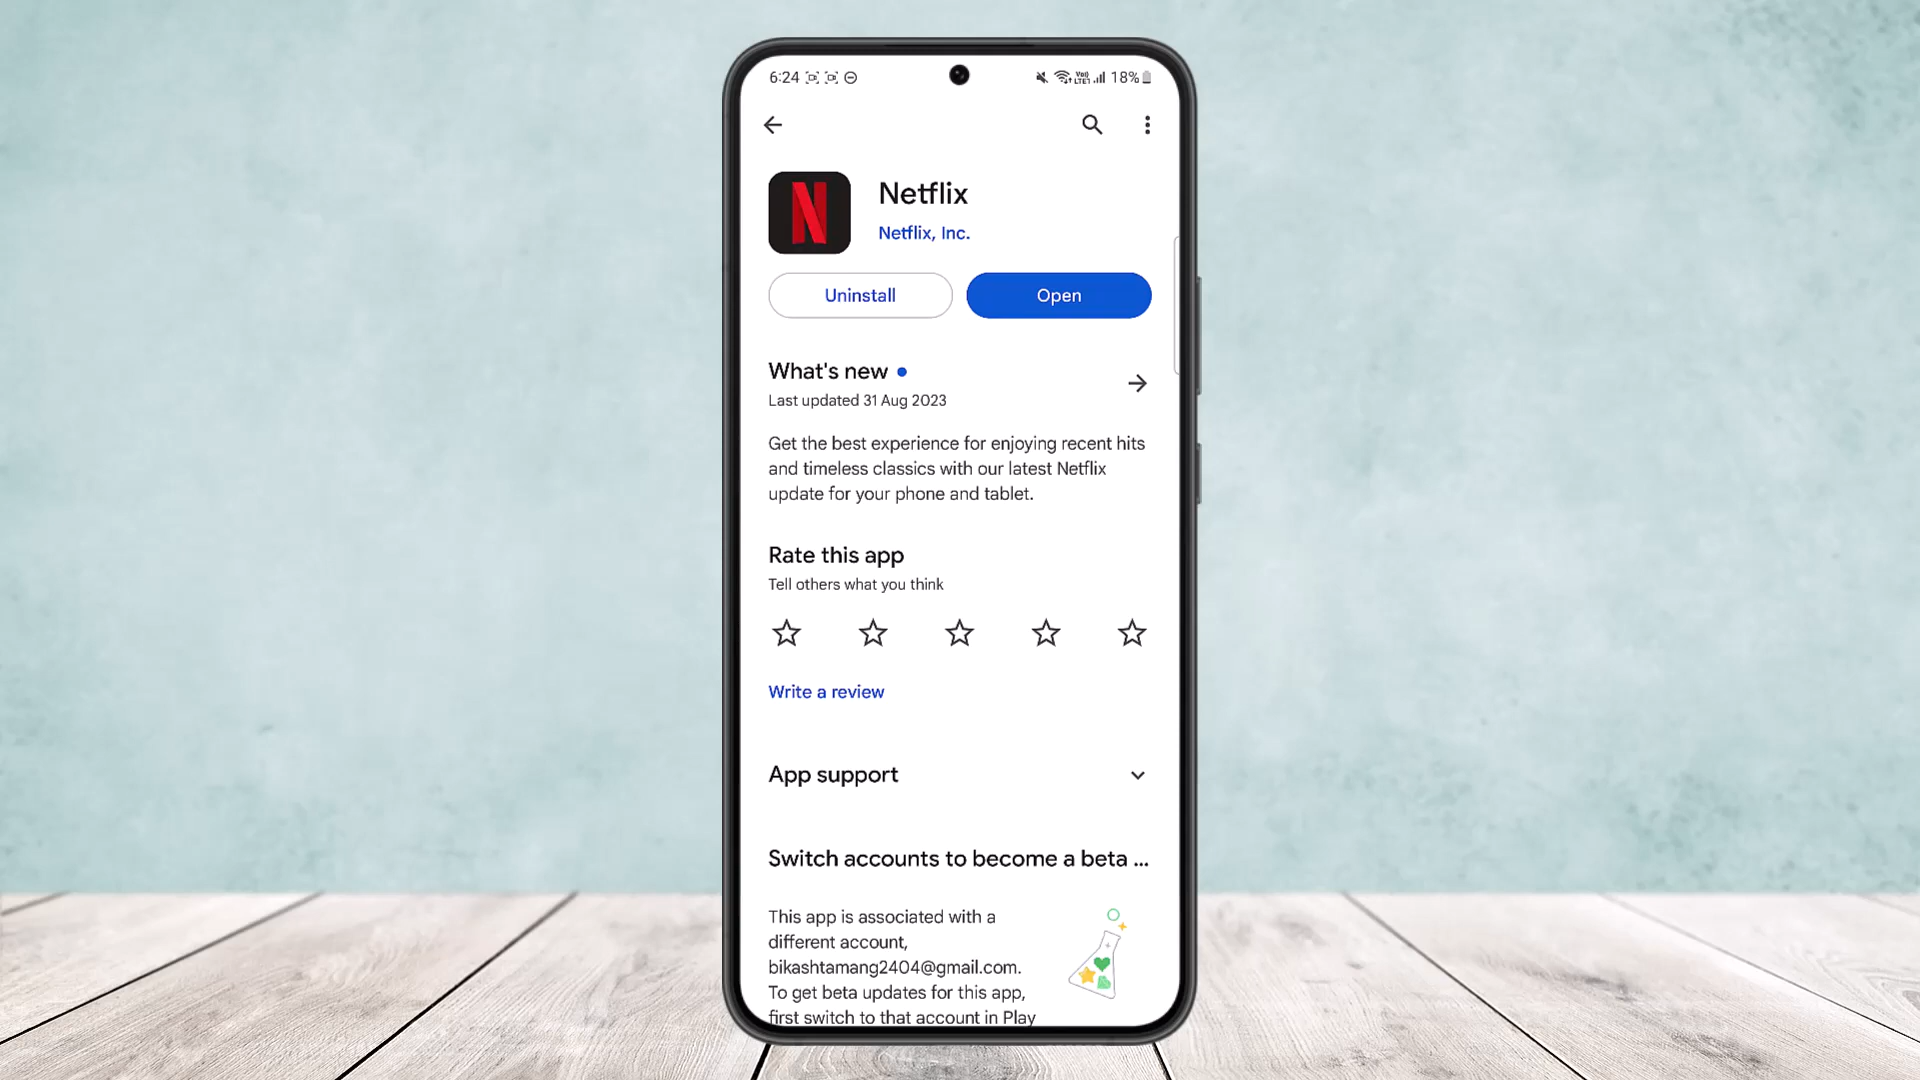 6:24 18%
Netflix
Netflix, Inc.
Uninstall Open
What's new
Last updated 31 Aug 2023
Get the best experience for enjoying recent hits
and timeless classics with our latest Netflix
update for your phone and tablet.
Rate this app
Tell others what you think
Write a review
App support
Switch accounts to become a beta ...
This app is associated with a
different account,
bikashtamang2404@gmail.com.
To get beta updates for this app,
first switch to that account in Play